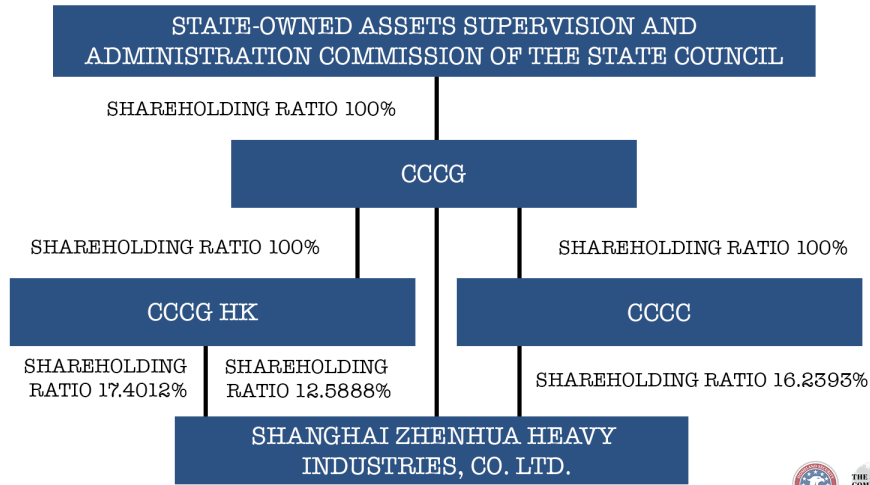 STATE-OWNED ASSETS SUPERVISION AND
ADMINISTRATION COMMISSION OF THE STATE COUNCIL
SHAREHOLDING RATIO 100%
CCCG
SHAREHOLDING RATIO 100%
SHAREHOLDING RATIO 100%
CCCG HK
CCCC
SHAREHOLDING
RATIO 17.4012%
SHAREHOLDING
RATIO 12.5888%
SHAREHOLDING RATIO 16.2393%
SHANGHAI ZHENHUA HEAVY
INDUSTRIES, CO. LTD.
THE